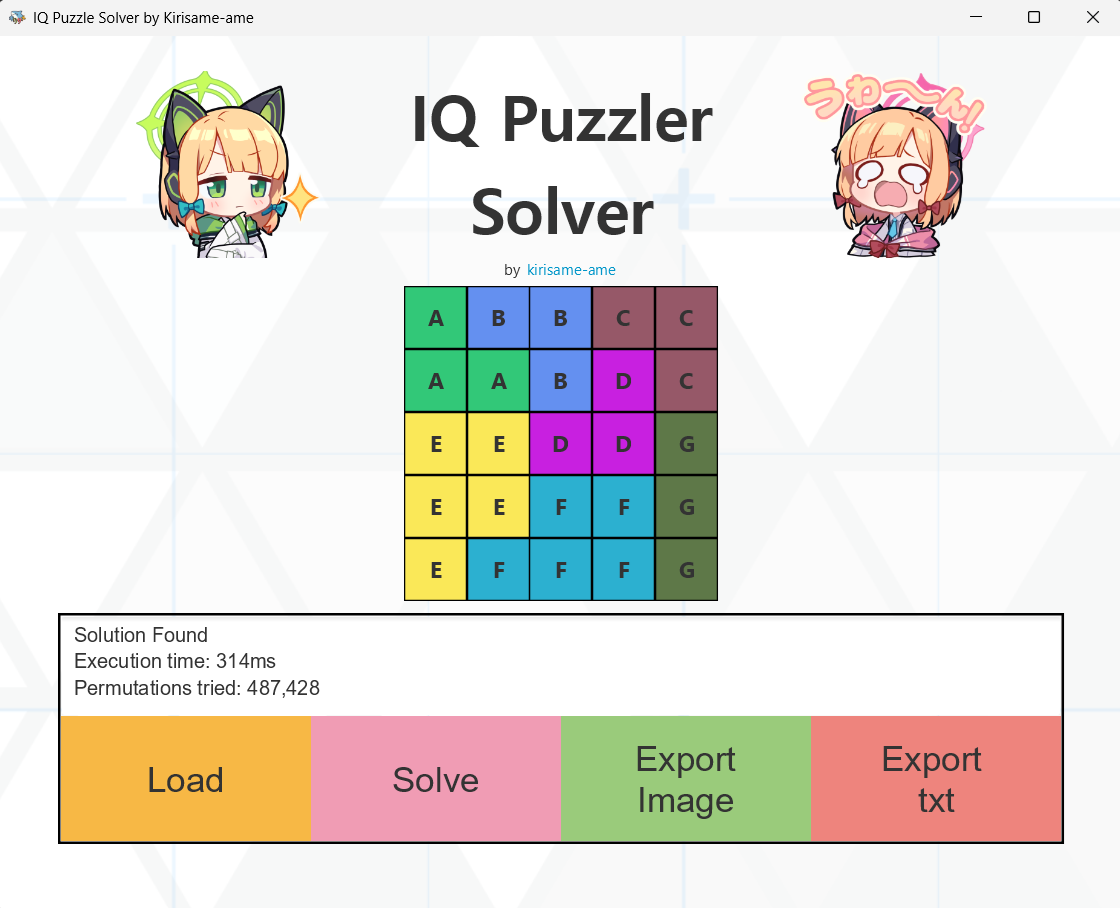 IQ Puzzle Solver by Kirisame-ame
うわ〜〜ん!
IQ Puzzler
Solver
by kirisame-ame
A B B C C
A A B D C
E E D D G
E E F F G
E F F F G
Solution Found
Execution time: 314ms
Permutations tried: 487,428
Load
Solve
Export
Image
Export
txt